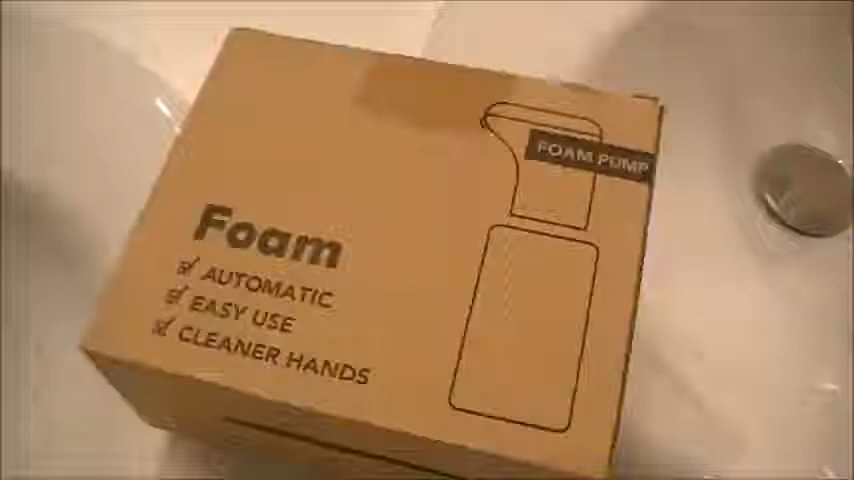 FOAM PUMP
Foam
AUTOMATIC
EASY USE
CLEANER HANDS